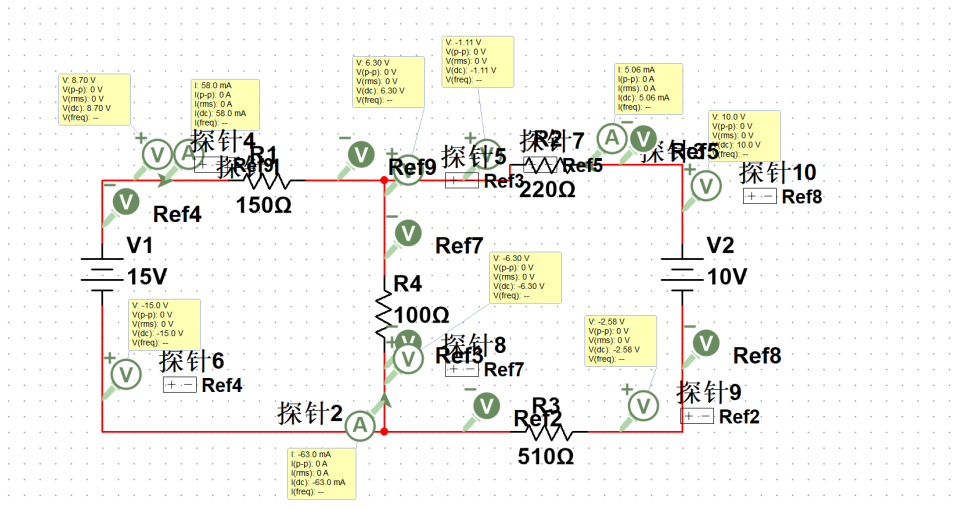 V: -1.11 V
V(p-p): 0 V
V(rms): 0 V
V(dc): -1.11 V
V(freq): --
V: 6.30 V
V(p-p): 0 V
V(rms): 0 V
V(dc): 6.30 V
V(freq): --
I: 5.06 mA
I(p-p): 0 A
I(rms): 0 A
I(dc): 5.06 mA
I(freq): --
V: 8.70 V
V(p-p): 0 V
V(rms): 0 V
V(dc): 8.70 V
V(freq): --
I: 58.0 mA
I(p-p): 0 A
I(rms): 0 A
I(dc): 58.0 mA
I(freq): --
V: 10.0 V
V(p-p): 0 V
V(rms): 0 V
V(dc): 10.0 V
V(freq): --
探针4
R1
Ref9
150Ω
Ref9
探针5
Ref3
R2
探针7
Ref5
220Ω
Ref5
探针10
Ref8
Ref4
V1
15V
Ref7
R4
100Ω
V2
10V
V: -6.30 V
V(p-p): 0 V
V(rms): 0 V
V(dc): -6.30 V
V(freq): --
V: -15.0 V
V(p-p): 0 V
V(rms): 0 V
V(dc): -15.0 V
V(freq): --
V: -2.58 V
V(p-p): 0 V
V(rms): 0 V
V(dc): -2.58 V
V(freq): --
探针6
Ref4
Ref3
探针8
Ref7
Ref8
探针9
Ref2
探针2
R3
Ref2
510Ω
I: -63.0 mA
I(p-p): 0 A
I(rms): 0 A
I(dc): -63.0 mA
I(freq): --